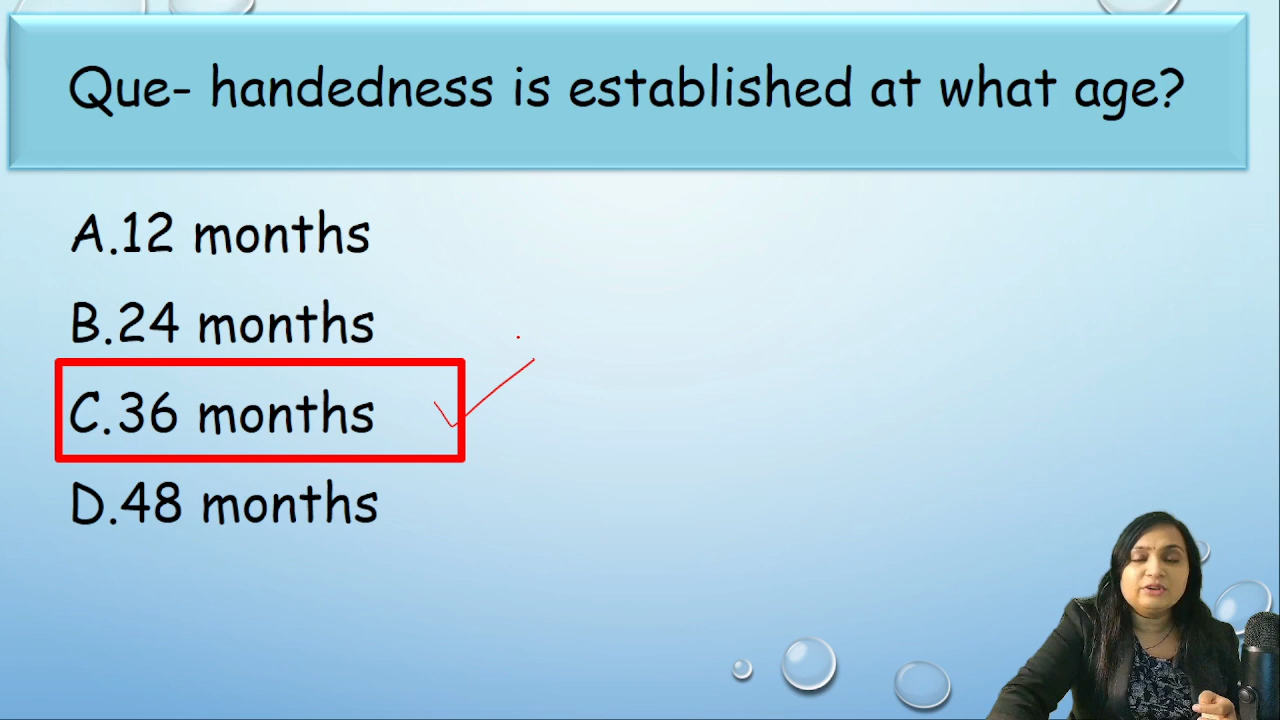 Que- handedness is established at what age?
A.12 months
B.24 months
C.36 months
D.48 months